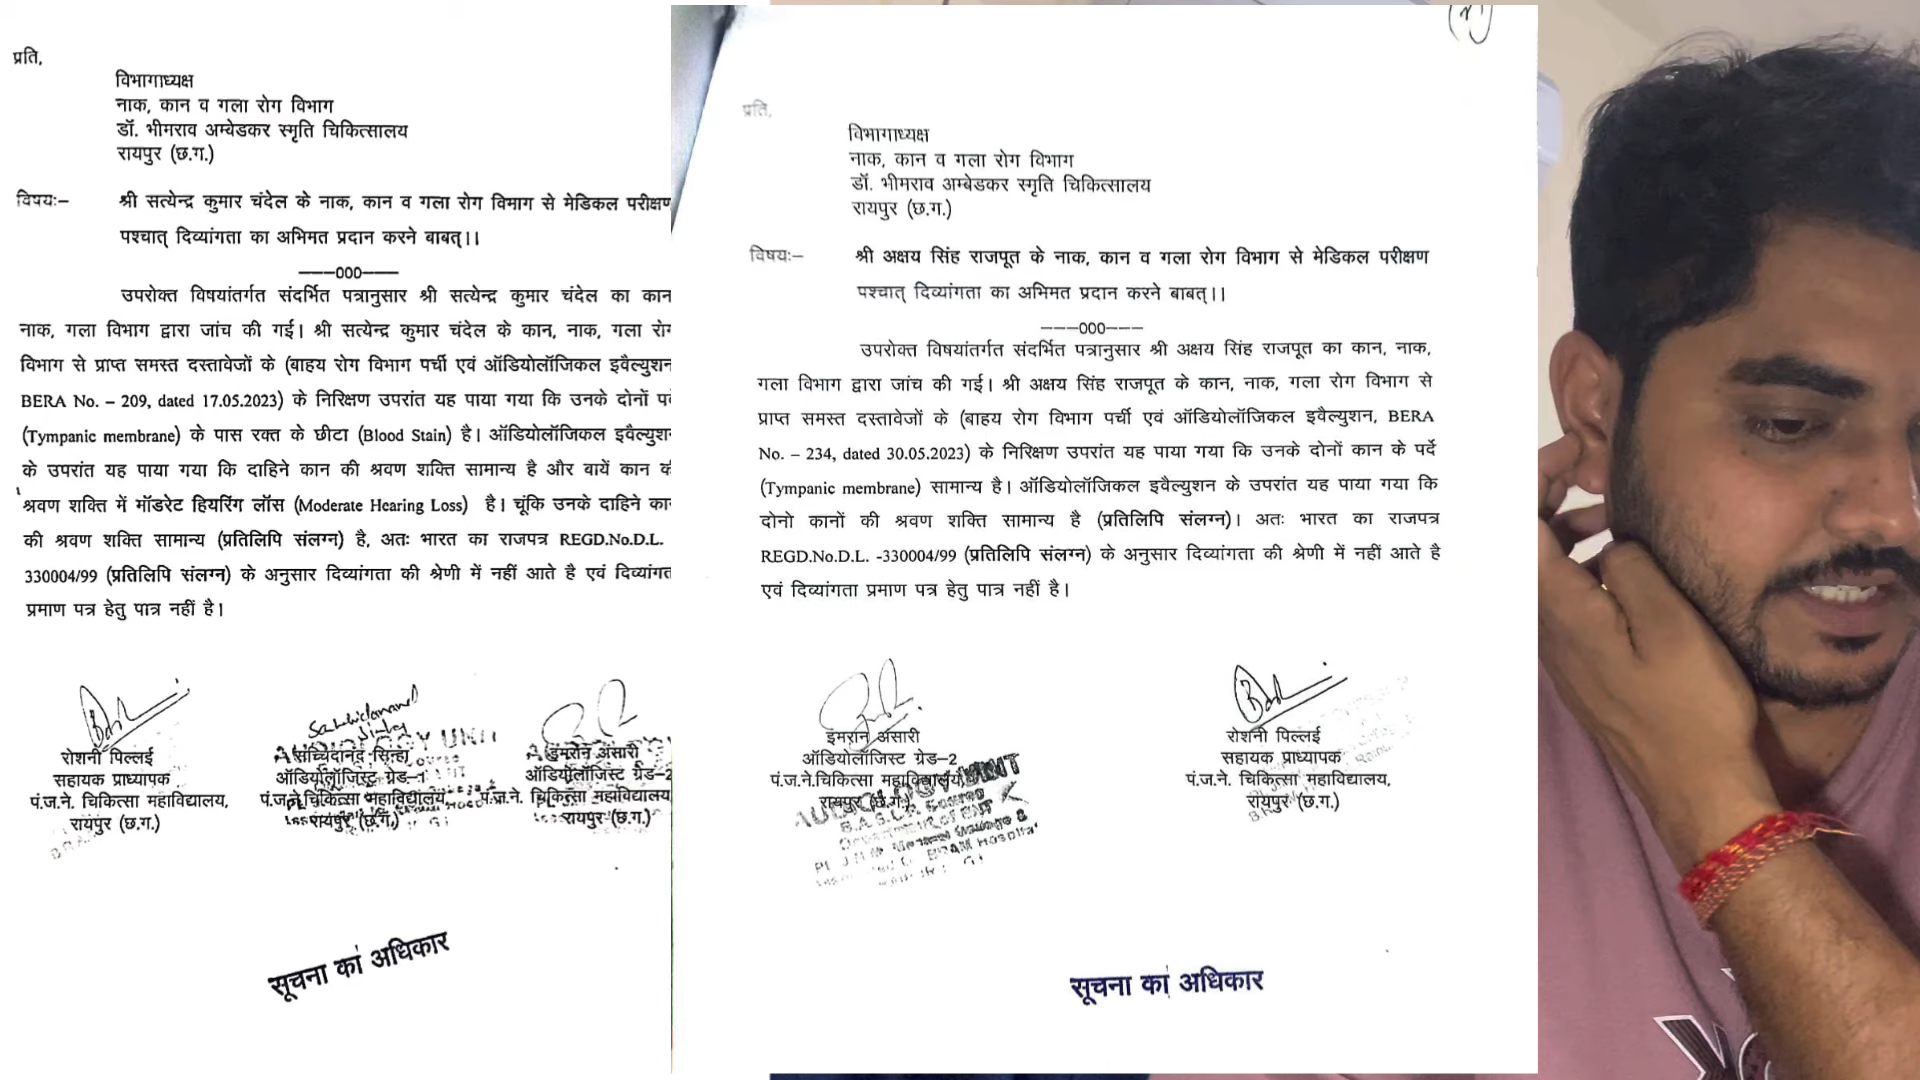 प्रति,
विभागाध्यक्ष
नाक, कान व गला रोग विभाग
डॉ. भीमराव अम्बेडकर स्मृति चिकित्सालय
रायपुर (छ.ग.)
विषयः– श्री सत्येन्द्र कुमार चंदेल के नाक, कान व गला रोग विभाग से मेडिकल परीक्षण
पश्चात् दिव्यांगता का अभिमत प्रदान करने बाबत्।।
---000---
उपरोक्त विषयांतर्गत संदर्भित पत्रानुसार श्री सत्येन्द्र कुमार चंदेल का कान
नाक, गला विभाग द्वारा जांच की गई। श्री सत्येन्द्र कुमार चंदेल के कान, नाक, गला
विभाग से प्राप्त समस्त दस्तावेजों के (बाहय रोग विभाग पर्ची एवं ऑडियोलॉजिकल इवैल्युशन
BERA No. – 209, dated 17.05.2023) के निरिक्षण उपरांत यह पाया गया कि उनके दोनों
(Tympanic membrane) के पास रक्त के छीटा (Blood Stain) है। ऑडियोलॉजिकल
के उपरांत यह पाया गया कि दाहिने कान की श्रवण शक्ति सामान्य है और बायें कान
श्रवण शक्ति में मॉडरेट हियरिंग लॉस (Moderate Hearing Loss) है। चूंकि उनके दाहिने
की श्रवण शक्ति सामान्य (प्रतिलिपि संलग्न) है, अतः भारत का राजपत्र REGD.No.D.L.
330004/99 (प्रतिलिपि संलग्न) के अनुसार दिव्यांगता की श्रेणी में नहीं आते है एवं
प्रमाण पत्र हेतु पात्र नहीं है।
रोशनी पिल्लई
सहायक प्राध्यापक
पं.ज.ने. चिकित्सा महाविद्यालय,
रायपुर (छ.ग.)
सच्चिदानंद सिन्हा
ऑडियोलॉजिस्ट ग्रेड–1
पं.ज.ने.चिकित्सा महाविद्यालय
रायपुर (छ.ग.)
इमरान अंसारी
ऑडियोलॉजिस्ट ग्रेड–2
पं.ज.ने. चिकित्सा महाविद्यालय
रायपुर (छ.ग.)
सूचना का अधिकार
प्रति,
विभागाध्यक्ष
नाक, कान व गला रोग विभाग
डॉ. भीमराव अम्बेडकर स्मृति चिकित्सालय
रायपुर (छ.ग.)
विषयः– श्री अक्षय सिंह राजपूत के नाक, कान व गला रोग विभाग से मेडिकल परीक्षण
पश्चात् दिव्यांगता का अभिमत प्रदान करने बाबत्।।
---000---
उपरोक्त विषयांतर्गत संदर्भित पत्रानुसार श्री अक्षय सिंह राजपूत का कान, नाक,
गला विभाग द्वारा जांच की गई। श्री अक्षय सिंह राजपूत के कान, नाक, गला रोग विभाग से
प्राप्त समस्त दस्तावेजों के (बाहय रोग विभाग पर्ची एवं ऑडियोलॉजिकल इवैल्युशन, BERA
No. – 234, dated 30.05.2023) के निरिक्षण उपरांत यह पाया गया कि उनके दोनों कान के पर्दे
(Tympanic membrane) सामान्य है। ऑडियोलॉजिकल इवैल्युशन के उपरांत यह पाया गया कि
दोनो कानों की श्रवण शक्ति सामान्य है (प्रतिलिपि संलग्न)। अतः भारत का राजपत्र
REGD.No.D.L. -330004/99 (प्रतिलिपि संलग्न) के अनुसार दिव्यांगता की श्रेणी में नहीं आते है
एवं दिव्यांगता प्रमाण पत्र हेतु पात्र नहीं है।
इमरान अंसारी
ऑडियोलॉजिस्ट ग्रेड–2
पं.ज.ने.चिकित्सा महाविद्यालय,
रायपुर (छ.ग.)
रोशनी पिल्लई
सहायक प्राध्यापक
पं.ज.ने. चिकित्सा महाविद्यालय,
रायपुर (छ.ग.)
सूचना का अधिकार